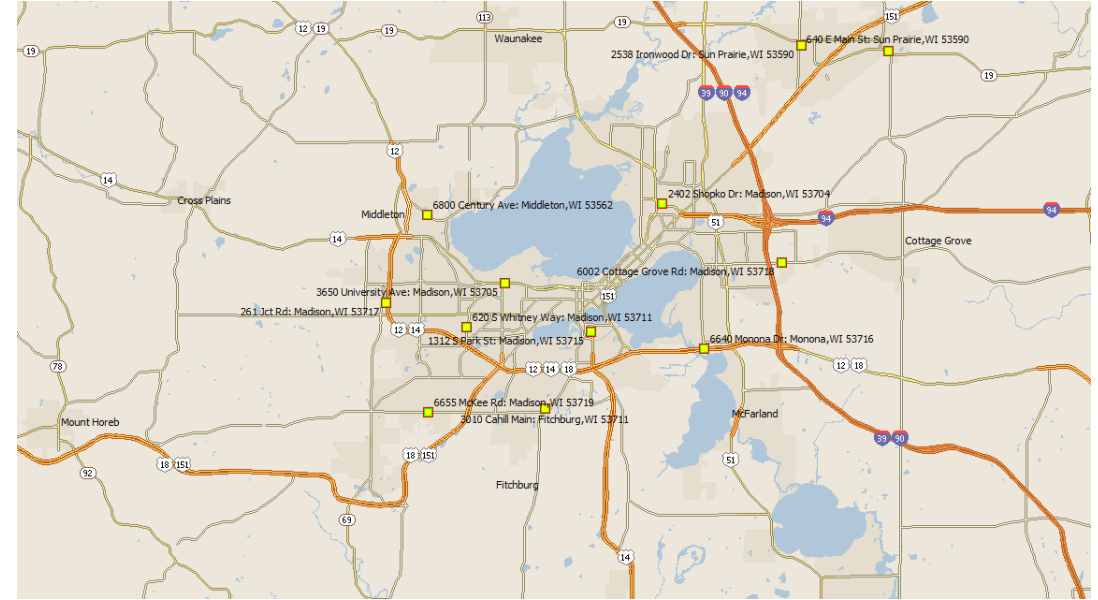 113
151
12 19
19
19
Waunakee
640 E Main St: Sun Prairie,WI 53590
19
2538 Ironwood Dr: Sun Prairie,WI 53590
19
39 90 94
12
14
2402 Shopko Dr: Madison,WI 53704
Cross Plains
6800 Century Ave: Middleton,WI 53562
Middleton
94
94
51
14
Cottage Grove
6002 Cottage Grove Rd: Madison,WI 53718
3650 University Ave: Madison,WI 53705
151
261 Jct Rd: Madison,WI 53717
620 S Whitney Way: Madison,WI 53711
12 14
1312 S Park St: Madison,WI 53715
6640 Monona Dr: Monona,WI 53716
78
12 14 18
12 18
6655 McKee Rd: Madison,WI 53719
McFarland
3010 Cahill Main: Fitchburg,WI 53711
Mount Horeb
39 90
18 151
51
18 151
92
Fitchburg
69
14